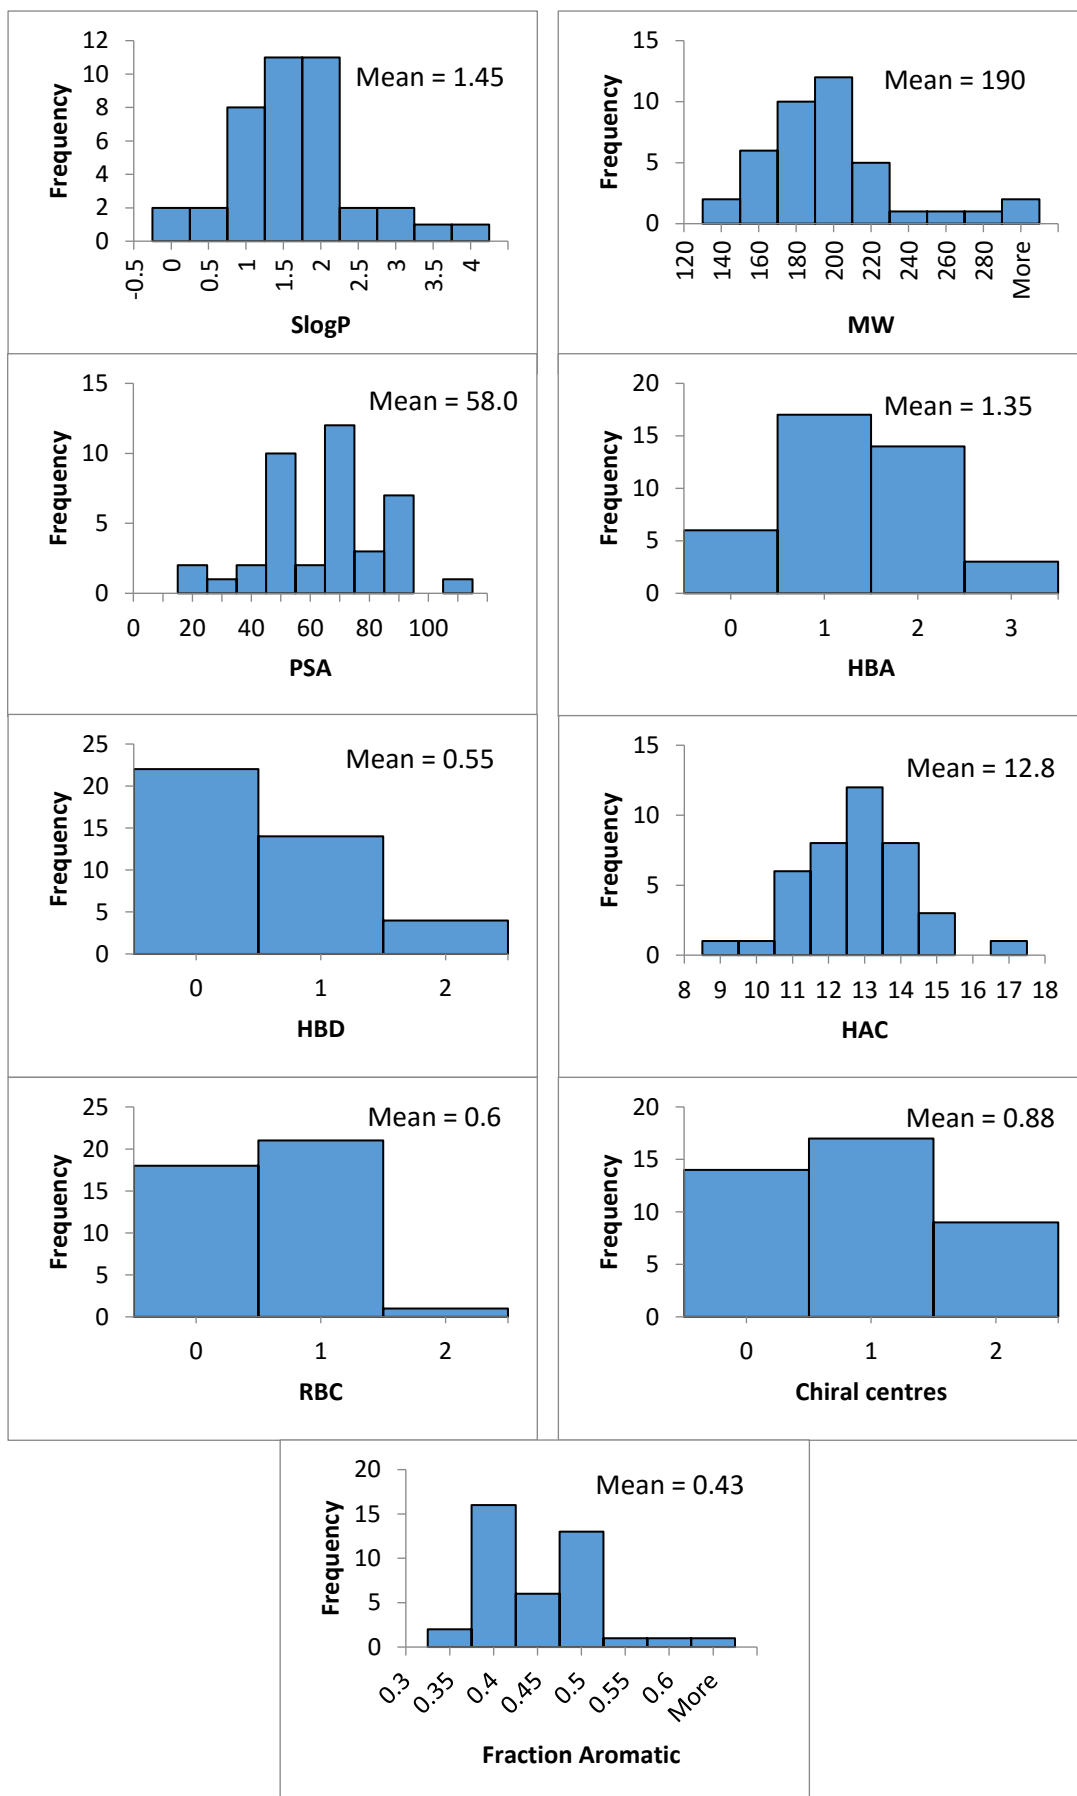 Mean = 1.45
Frequency
12
10
8
6
4
2
0
-0.5 0 0.5 1 1.5 2 2.5 3 3.5 4
SlogP
Mean = 190
Frequency
15
10
5
0
120 140 160 180 200 220 240 260 280 More
MW
Mean = 58.0
Frequency
15
10
5
0
0 20 40 60 80 100
PSA
Mean = 1.35
Frequency
20
15
10
5
0
0 1 2 3
HBA
Mean = 0.55
Frequency
25
20
15
10
5
0
0 1 2
HBD
Mean = 12.8
Frequency
15
10
5
0
8 9 10 11 12 13 14 15 16 17 18
HAC
Mean = 0.6
Frequency
25
20
15
10
5
0
0 1 2
RBC
Mean = 0.88
Frequency
20
15
10
5
0
0 1 2
Chiral centres
Mean = 0.43
Frequency
20
15
10
5
0
0.3 0.35 0.4 0.45 0.5 0.55 0.6 More
Fraction Aromatic